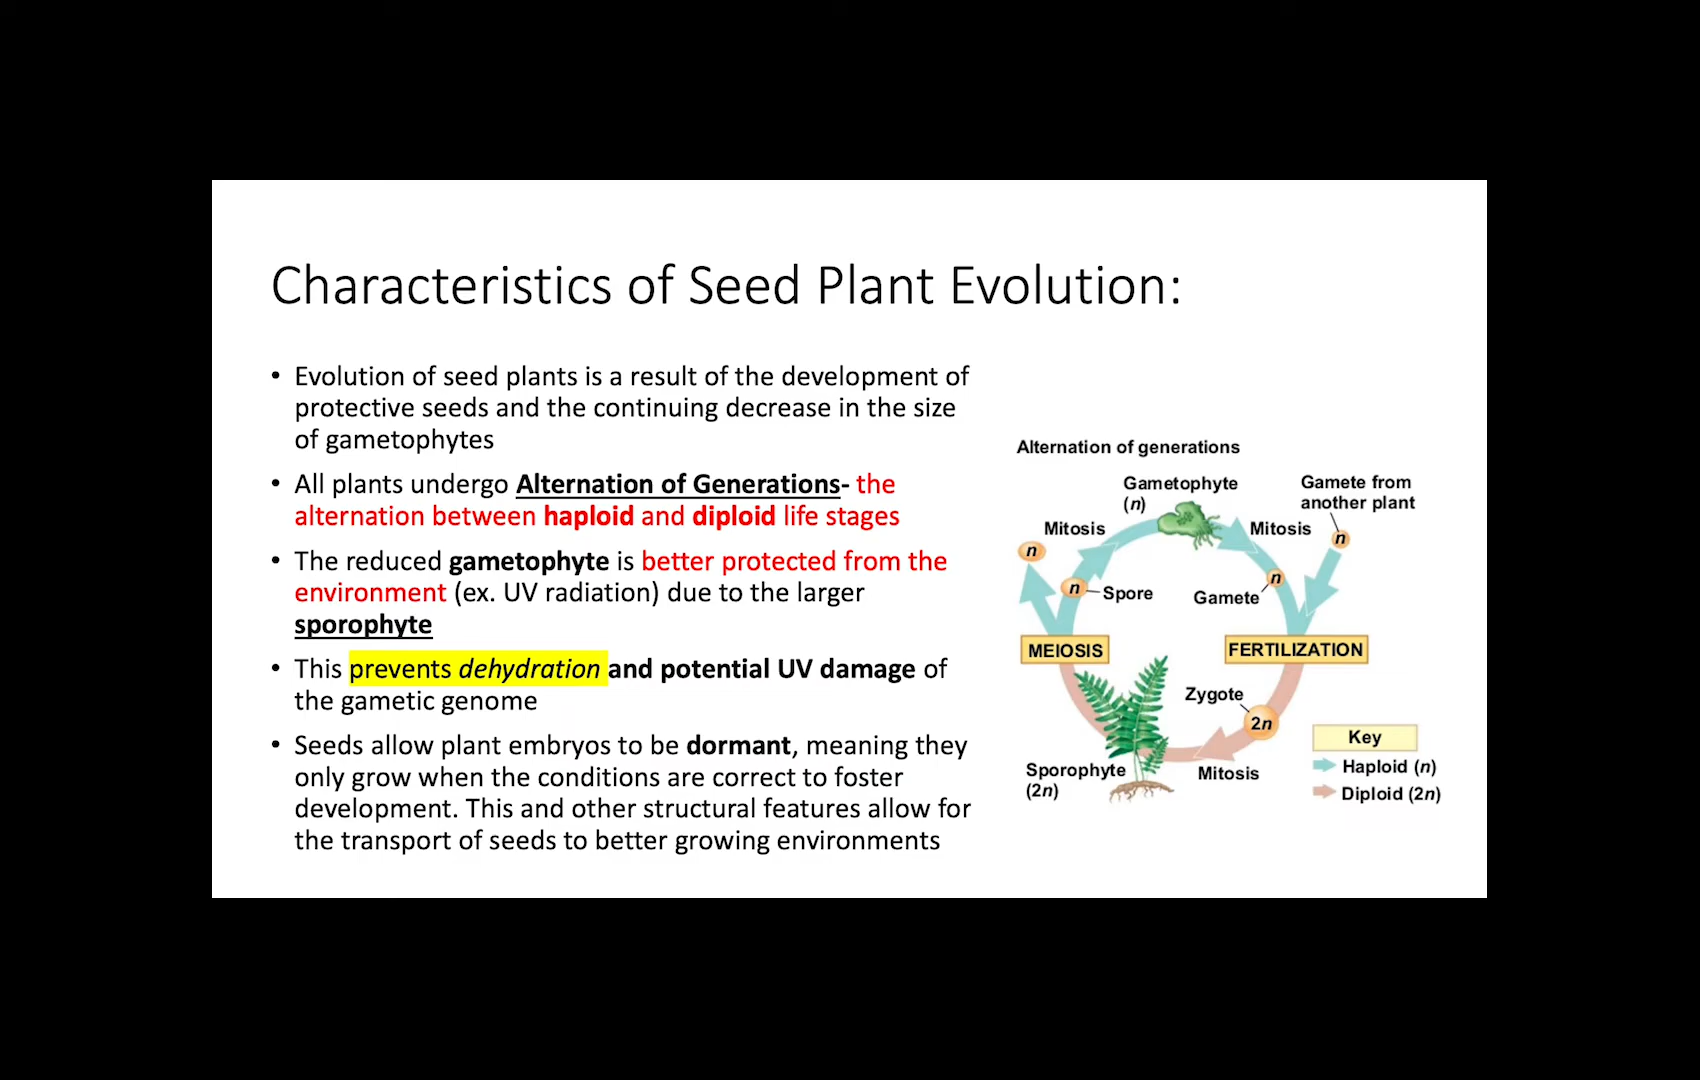 Characteristics of Seed Plant Evolution:
• Evolution of seed plants is a result of the development of
protective seeds and the continuing decrease in the size
of gametophytes
• All plants undergo Alternation of Generations- the
alternation between haploid and diploid life stages
• The reduced gametophyte is better protected from the
environment (ex. UV radiation) due to the larger
sporophyte
• This prevents dehydration and potential UV damage of
the gametic genome
• Seeds allow plant embryos to be dormant, meaning they
only grow when the conditions are correct to foster
development. This and other structural features allow for
the transport of seeds to better growing environments
Alternation of generations
Gametophyte
(n)
Gamete from
another plant
Mitosis
Mitosis
n
n
n
Spore
n
Gamete
MEIOSIS
FERTILIZATION
Zygote
2n
Sporophyte
(2n)
Mitosis
Key
Haploid (n)
Diploid (2n)